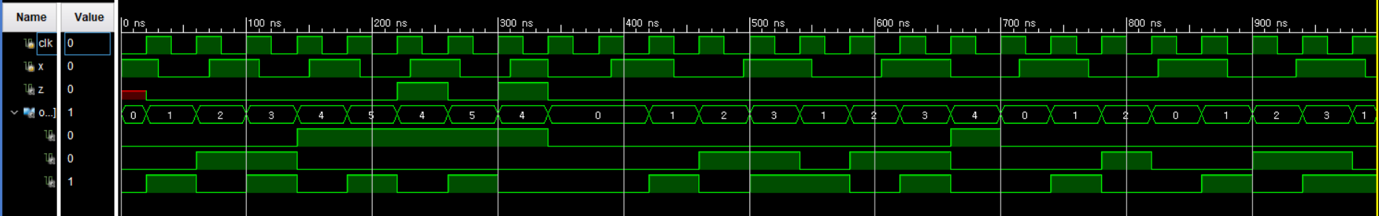 Name Value
0 ns 100 ns 200 ns 300 ns 400 ns 500 ns 600 ns 700 ns 800 ns 900 ns
clk 0
x 0
z 0
o...] 1 0 1 2 3 4 5 4 5 4 0 1 2 3 1 2 3 4 0 1 2 0 1 2 3 1
0
0
1